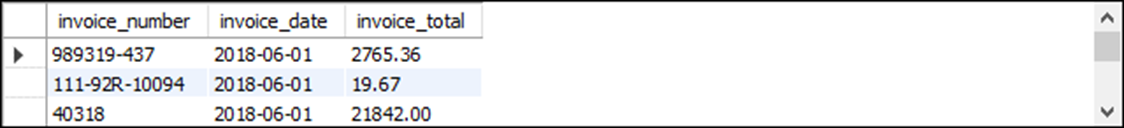 invoice_number invoice_date invoice_total
989319-437 2018-06-01 2765.36
111-92R-10094 2018-06-01 19.67
40318 2018-06-01 21842.00